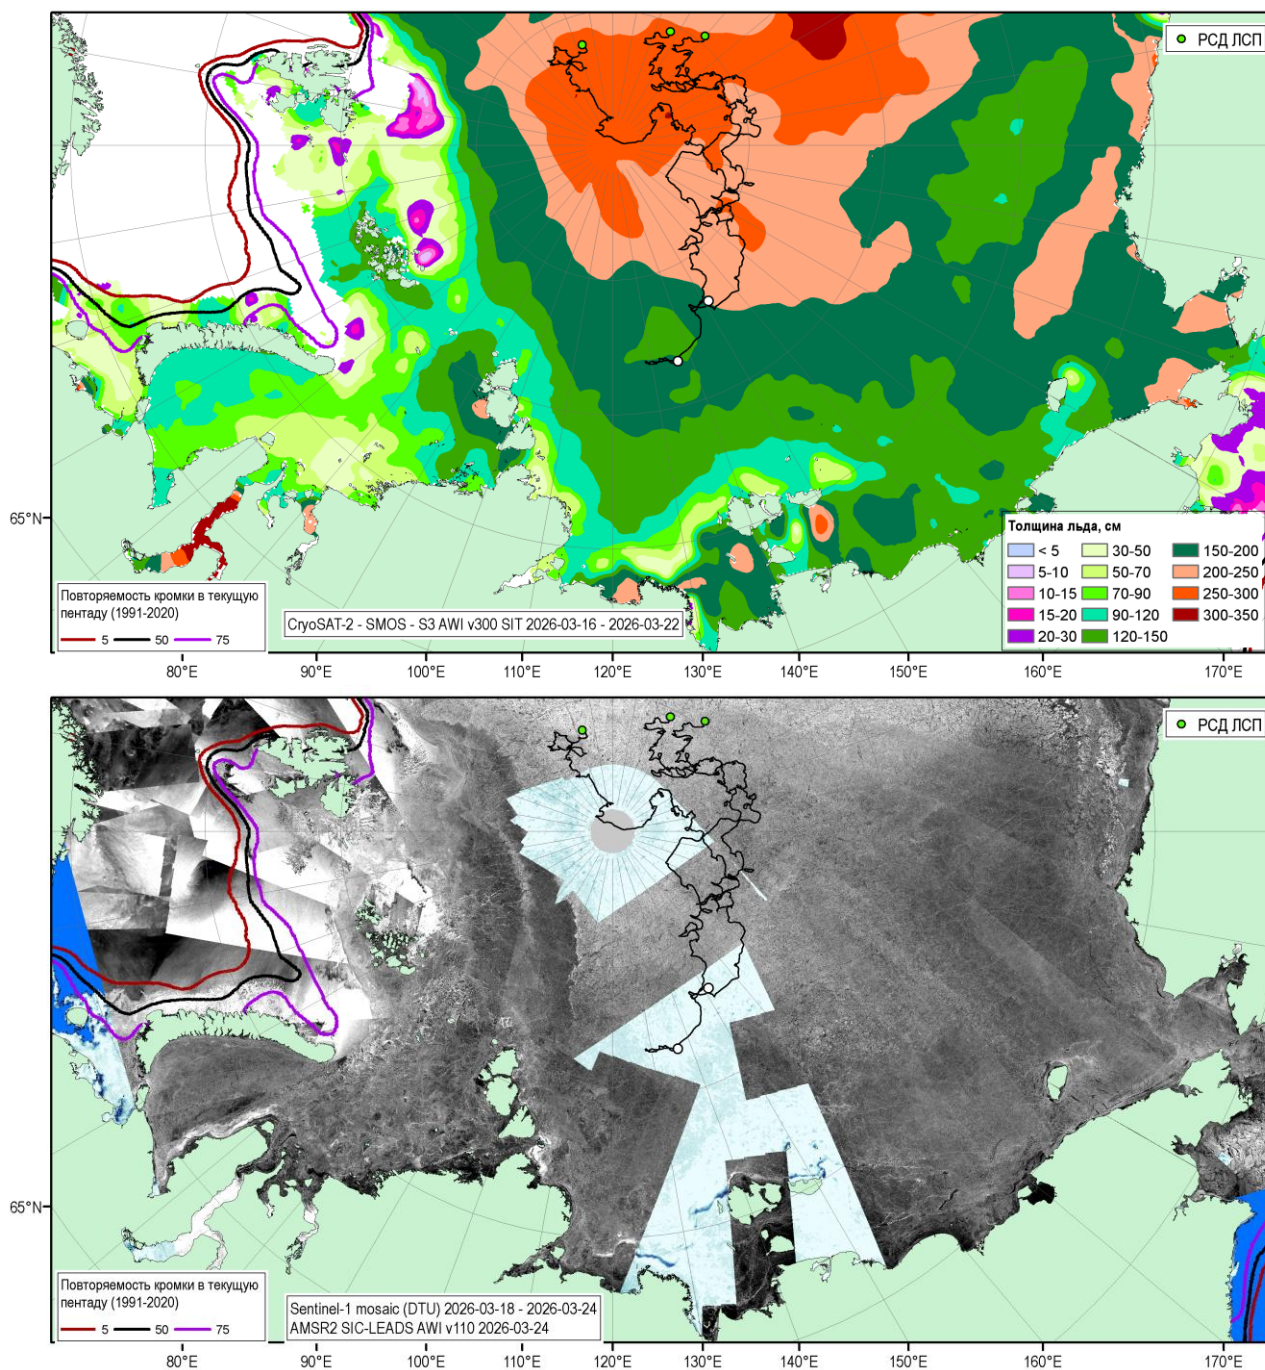 РСД ЛСП
65°N
Толщина льда, см
< 5
30-50
150-200
5-10
50-70
200-250
10-15
70-90
250-300
15-20
90-120
300-350
20-30
120-150
Повторяемость кромки в текущую
пентаду (1991-2020)
5
50
75
CryoSAT-2 - SMOS - S3 AWI v300 SIT 2026-03-16 - 2026-03-22
80°E
90°E
100°E
110°E
120°E
130°E
140°E
150°E
160°E
170°E
РСД ЛСП
65°N
Повторяемость кромки в текущую
пентаду (1991-2020)
5
50
75
Sentinel-1 mosaic (DTU) 2026-03-18 - 2026-03-24
AMSR2 SIC-LEADS AWI v110 2026-03-24
80°E
90°E
100°E
110°E
120°E
130°E
140°E
150°E
160°E
170°E